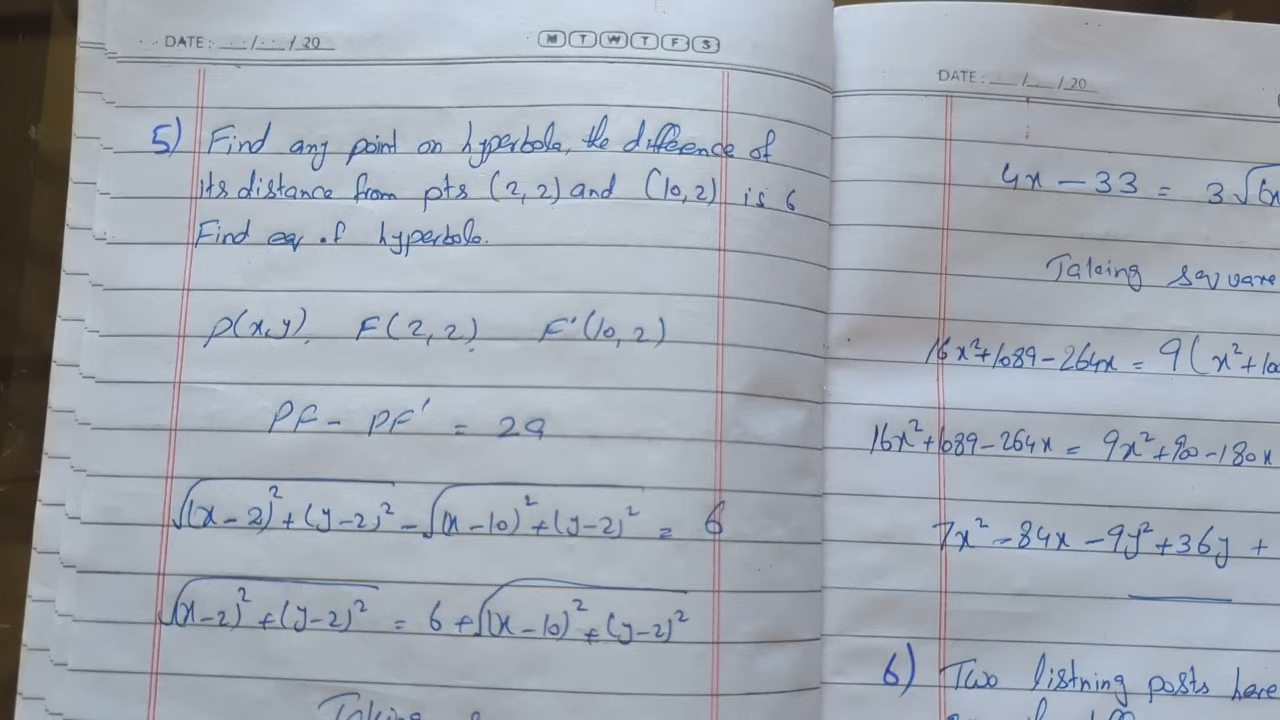 DATE: / / 20
M T W T F S
5) Find any point on hyperbola, the difference of
its distance from pts (2,2) and (10,2) is 6
Find eq of hyperbola.
P(x,y) F(2,2) F'(10,2)
PF - PF' = 2a
√(x-2)²+(y-2)² - √(x-10)²+(y-2)² = 6
√(x-2)²+(y-2)² = 6+√(x-10)²+(y-2)²
Taking
DATE: / / 20
4x - 33 = 3√
Taking square
16x²+1089-264x = 9(x²+100
16x²+1089-264x = 9x²+900-180x
7x²-84x-9y²+36y +
6) Two listning posts here